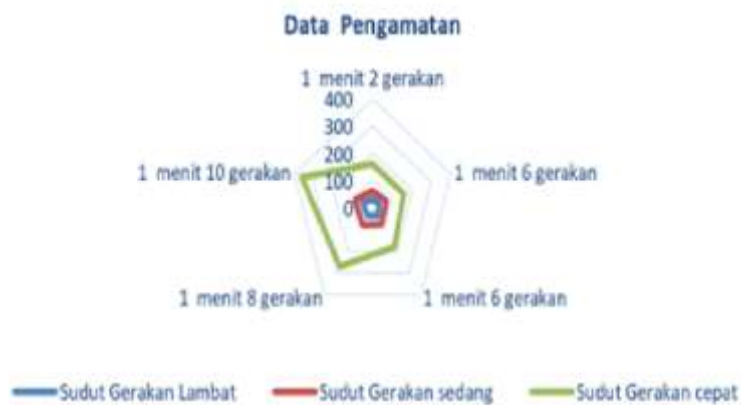 Data Pengamatan
1 menit 2 gerakan
400
300
200
100
0
1 menit 10 gerakan
1 menit 6 gerakan
1 menit 8 gerakan
1 menit 6 gerakan
Sudut Gerakan Lambat
Sudut Gerakan sedang
Sudut Gerakan cepat